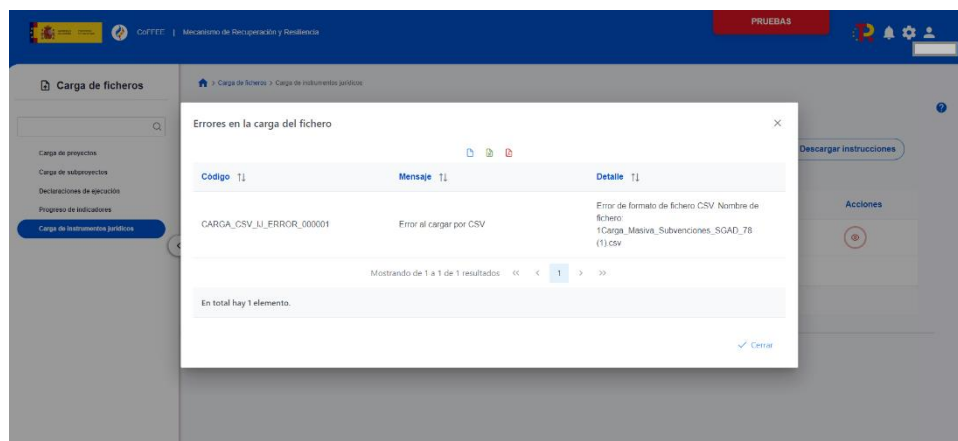 PRUEBAS
CoFFEE | Mecanismo de Recuperación y Resiliencia
Carga de ficheros
> Carga de ficheros > Carga de instrumentos jurídicos
Carga de proyectos
Carga de subproyectos
Declaraciones de ejecución
Progreso de indicadores
Carga de instrumentos jurídicos
Descargar instrucciones
Acciones
Errores en la carga del fichero
Código
Mensaje
Detalle
CARGA_CSV_IJ_ERROR_000001
Error al cargar por CSV
Error de formato de fichero CSV. Nombre de
fichero:
1Carga_Masiva_Subvenciones_SGAD_78
(1).csv
Mostrando de 1 a 1 de 1 resultados << < 1 > >>
En total hay 1 elemento.
Cerrar